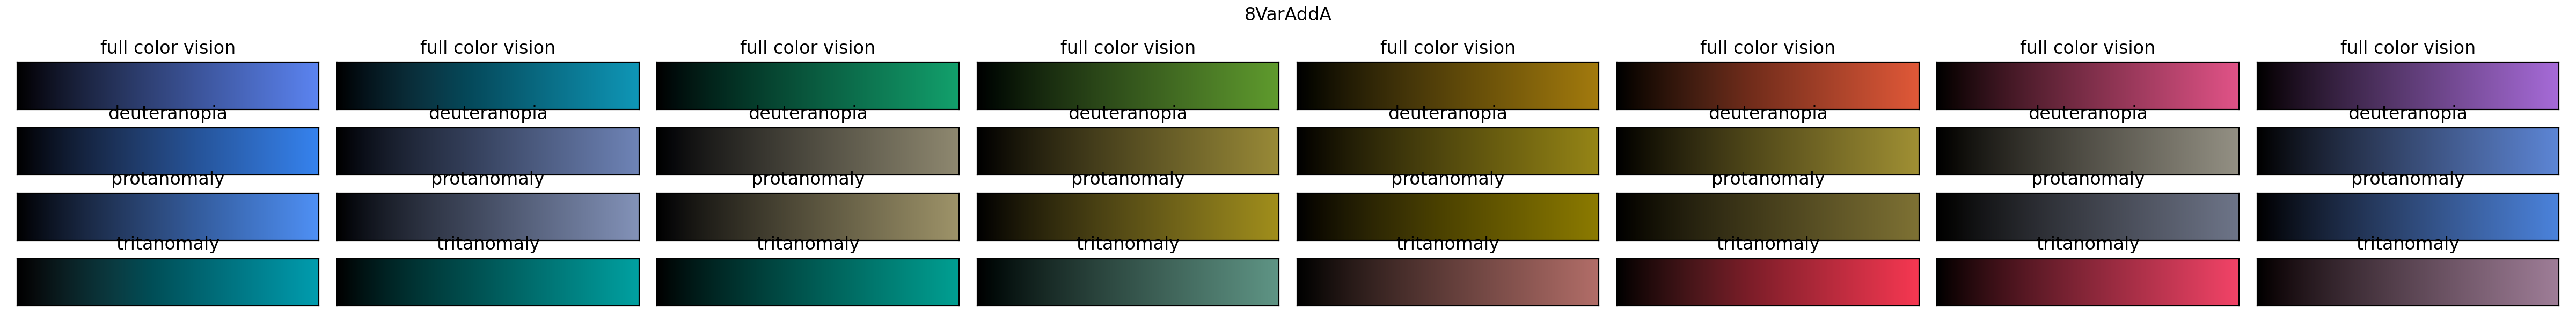 8VarAddA
full color vision full color vision full color vision full color vision full color vision full color vision full color vision full color vision
deuteranopia deuteranopia deuteranopia deuteranopia deuteranopia deuteranopia deuteranopia deuteranopia
protanomaly protanomaly protanomaly protanomaly protanomaly protanomaly protanomaly protanomaly
tritanomaly tritanomaly tritanomaly tritanomaly tritanomaly tritanomaly tritanomaly tritanomaly